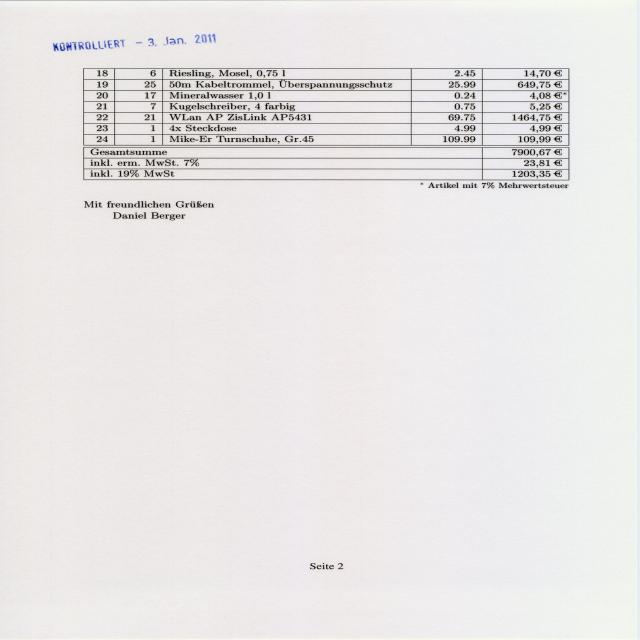 KONTROLLIERT - 3. Jan. 2011
18 6 Riesling, Mosel, 0,75 l 2.45 14,70 €
19 25 50m Kabeltrommel, Überspannungsschutz 25.99 649,75 €
20 17 Mineralwasser 1,0 l 0.24 4,08 €*
21 7 Kugelschreiber, 4 farbig 0.75 5,25 €
22 21 WLan AP ZisLink AP5431 69.75 1464,75 €
23 1 4x Steckdose 4.99 4,99 €
24 1 Mike-Er Turnschuhe, Gr.45 109.99 109,99 €
Gesamtsumme 7900,67 €
inkl. erm. MwSt. 7% 23,81 €
inkl. 19% MwSt 1203,35 €
* Artikel mit 7% Mehrwertsteuer
Mit freundlichen Grüßen
Daniel Berger
Seite 2